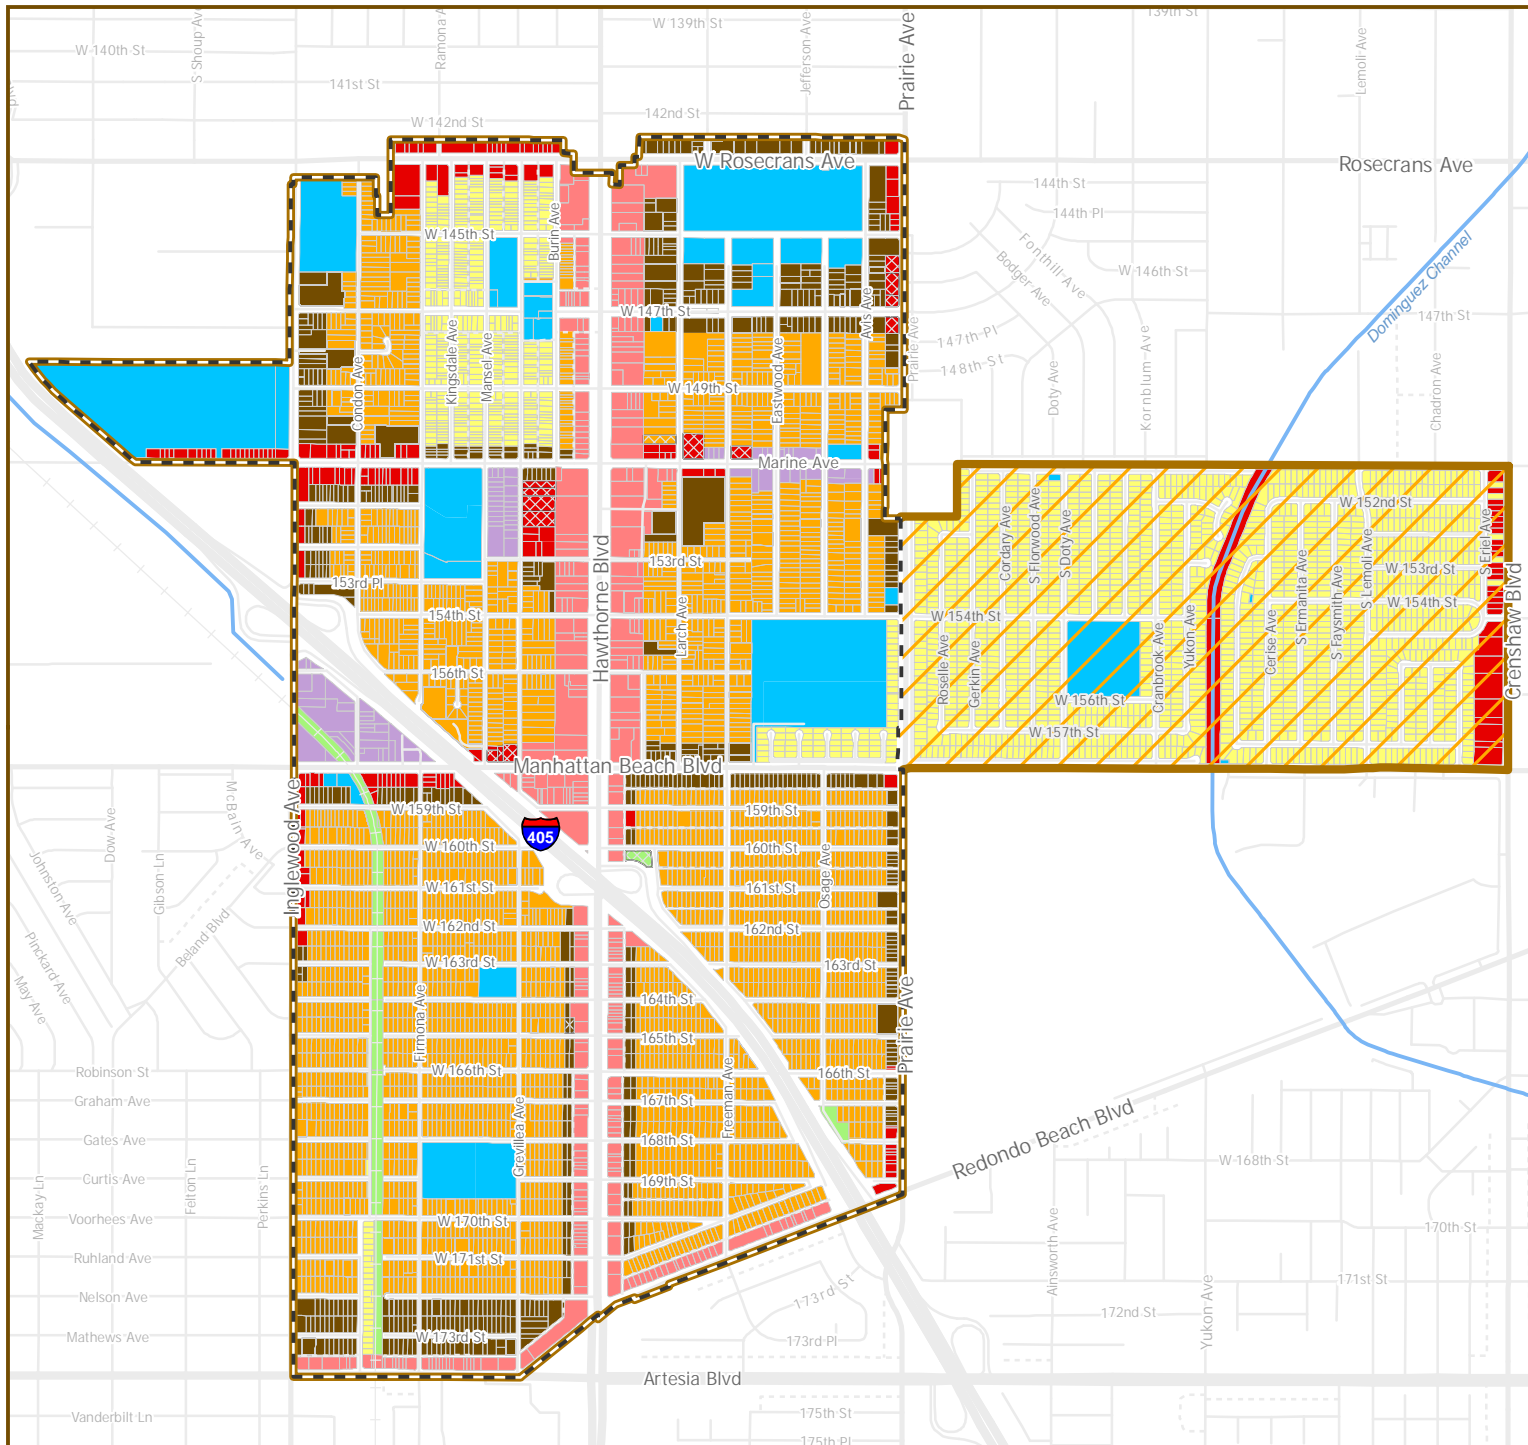 139th St
W 139th St
W 140th St
S Shoup Av
Ramona A
Jefferson Ave
Prairie Ave
Lemoli Ave
141st St
142nd St
W 142nd St
W Rosecrans Ave
Rosecrans Ave
144th St
144th Pl
W 145th St
Burin Ave
Fonthill Ave
Bodger Ave
W 146th St
Dominguez Channel
W 147th St
Avis Ave
147th St
147th Pl
148th St
Prairie Ave
Kornblum Ave
Doty Ave
Chadron Ave
Condon Ave
Kingsdale Ave
Mansel Ave
Eastwood Ave
W 149th St
Marine Ave
W 152nd St
Cordary Ave
S Florwood Ave
S Doty Ave
S Eriel Ave
153rd St
W 153rd St
153rd Pl
Hawthorne Blvd
Larch Ave
154th St
W 154th St
W 154th St
Crenshaw Blvd
Roselle Ave
Gerkin Ave
Cranbrook Ave
Yukon Ave
Cerise Ave
S Ermanita Ave
S Faysmith Ave
S Lemoli Ave
156th St
W 156th St
W 157th St
Manhattan Beach Blvd
Inglewood Ave
McBain Ave
Dow Ave
Gibson Ln
Johnston Ave
Beland Blvd
Pinckard Ave
May Ave
W 159th St
159th St
405
W 160th St
160th St
Osage Ave
W 161st St
161st St
W 162nd St
162nd St
W 163rd St
163rd St
Firmona Ave
164th St
Prairie Ave
165th St
Robinson St
W 166th St
166th St
Freeman Ave
Graham Ave
167th St
Redondo Beach Blvd
Grevillea Ave
Gates Ave
168th St
W 168th St
Curtis Ave
169th St
Mackay Ln
Felton Ln
Perkins Ln
Voorhees Ave
W 170th St
170th St
Ainsworth Ave
Ruhland Ave
W 171st St
171st St
Yukon Ave
Nelson Ave
173rd St
172nd St
Mathews Ave
W 173rd St
173rd Pl
Artesia Blvd
Vanderbilt Ln
175th St
175th Pl